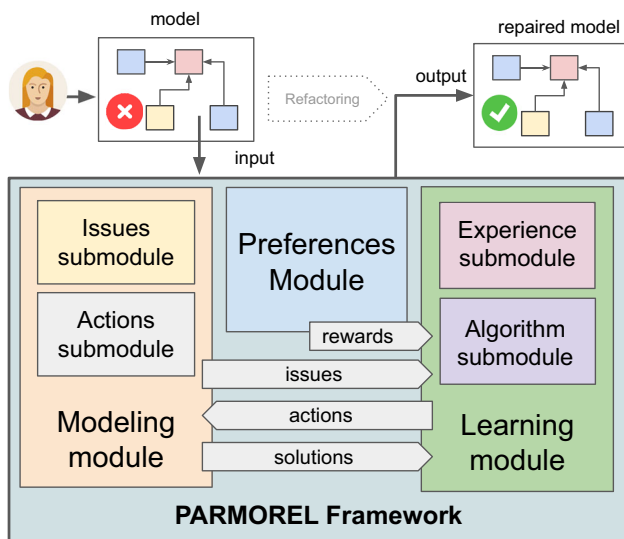 model
repaired model
Refactoring
output
input
Issues
submodule
Actions
submodule
Modeling
module
Preferences
Module
Experience
submodule
Algorithm
submodule
Learning
module
rewards
issues
actions
solutions
PARMOREL Framework